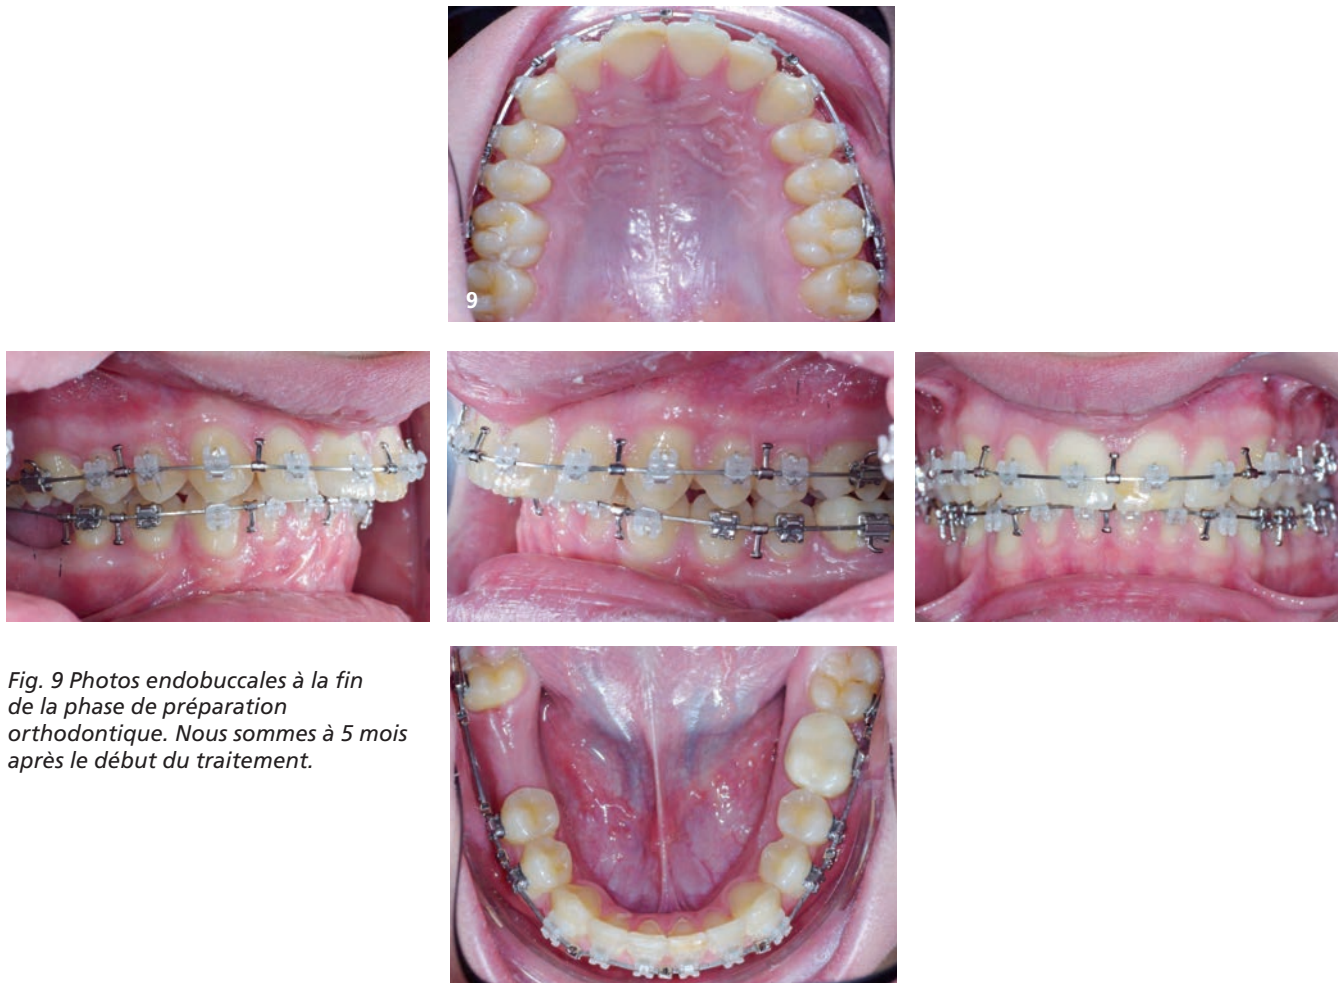 9
Fig. 9 Photos endobuccales à la fin
de la phase de préparation
orthodontique. Nous sommes à 5 mois
après le début du traitement.